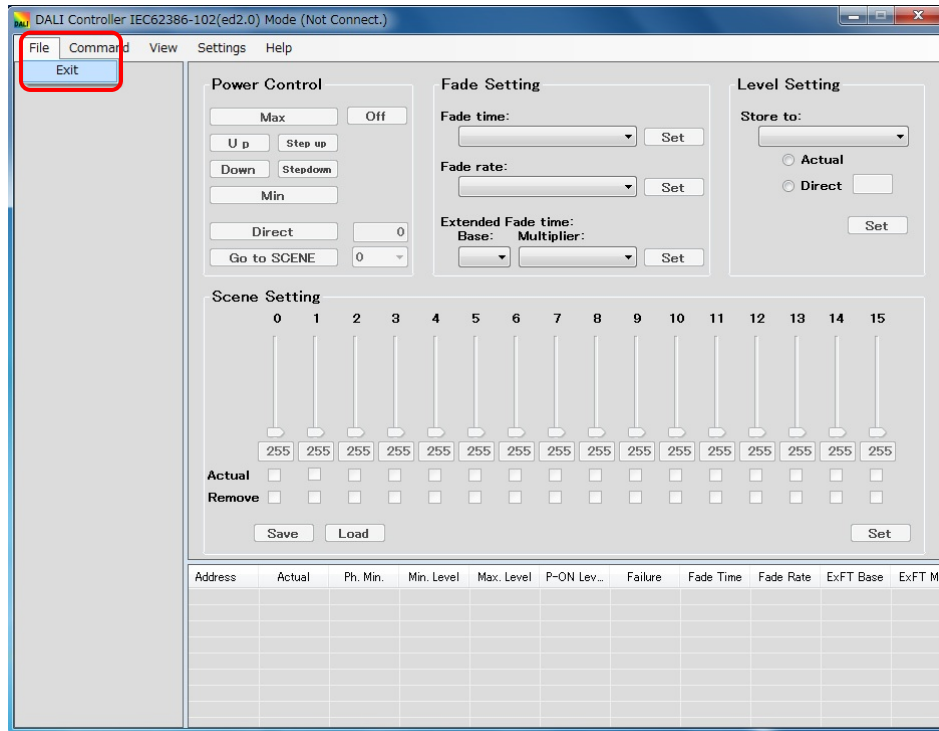 DALI DALI Controller IEC62386-102(ed2.0) Mode (Not Connect.)
File Command View Settings Help
Exit
Power Control
Max Off
Up Step up
Down Stepdown
Min
Direct 0
Go to SCENE 0
Fade Setting
Fade time:
Set
Fade rate:
Set
Extended Fade time:
Base: Multiplier:
Set
Level Setting
Store to:
Actual
Direct
Set
Scene Setting
0 1 2 3 4 5 6 7 8 9 10 11 12 13 14 15
255 255 255 255 255 255 255 255 255 255 255 255 255 255 255 255
Actual
Remove
Save Load Set
Address Actual Ph. Min. Min. Level Max. Level P-ON Lev... Failure Fade Time Fade Rate ExFT Base ExFT M